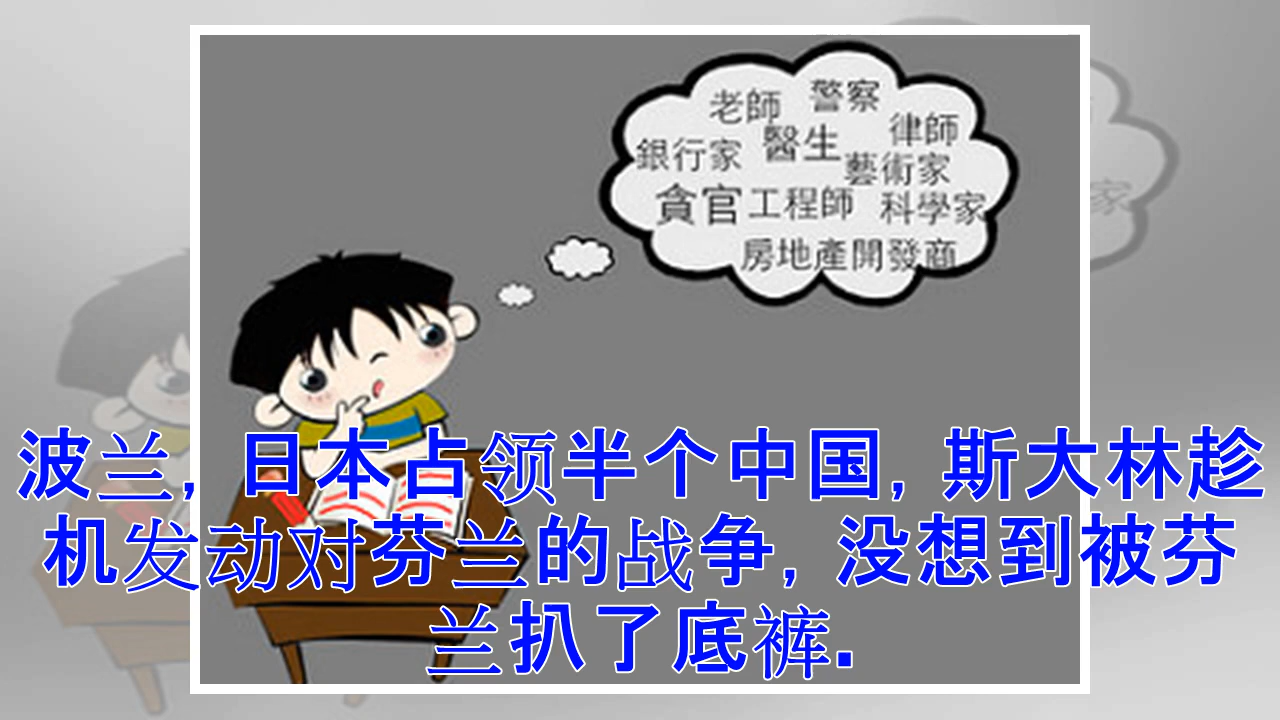 老師 警察
銀行家 醫生 律師
藝術家
貪官 工程師 科學家
房地產開發商
家
波兰, 日本占领半个中国, 斯大林趁
机发动对芬兰的战争, 没想到被芬
兰扒了底裤.